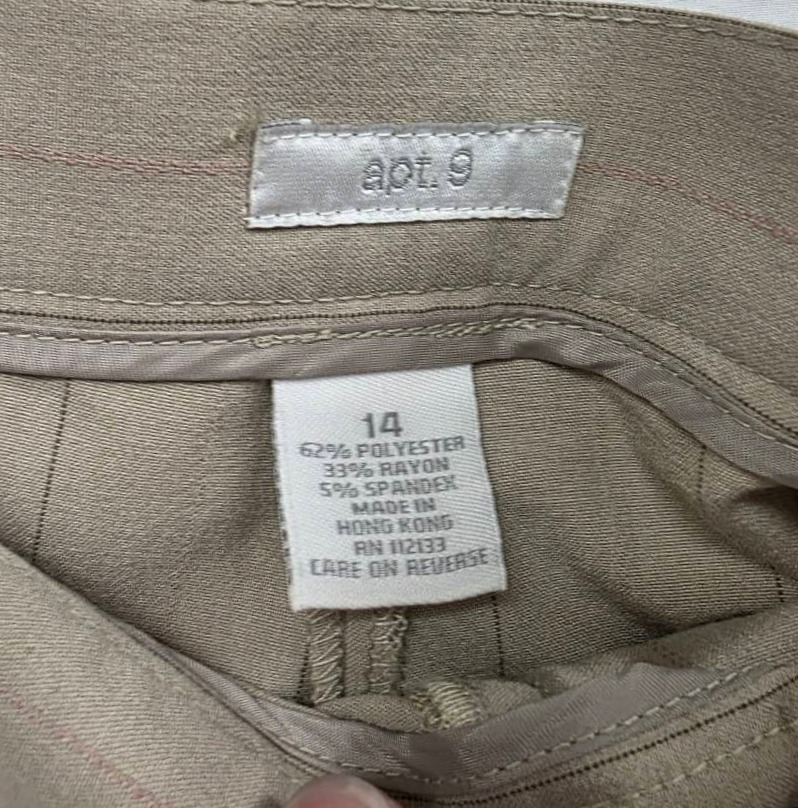 apt. 9
14
62% POLYESTER
33% RAYON
5% SPANDEX
MADE IN
HONG KONG
RN 112133
CARE ON REVERSE